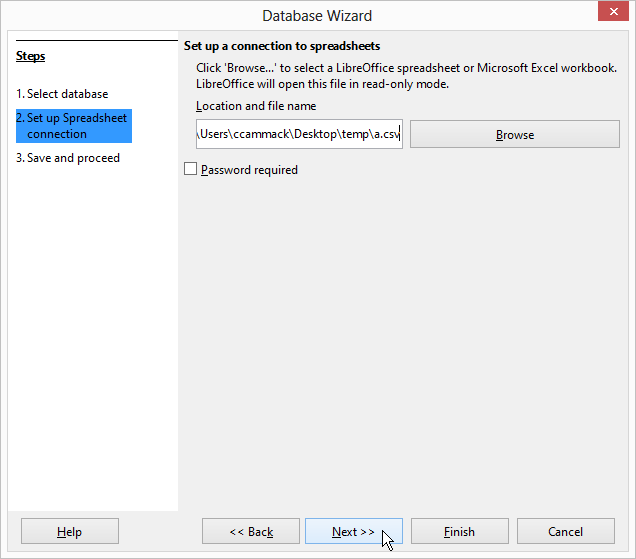 Database Wizard
Steps
1. Select database
2. Set up Spreadsheet
connection
3. Save and proceed
Set up a connection to spreadsheets
Click 'Browse...' to select a LibreOffice spreadsheet or Microsoft Excel workbook.
LibreOffice will open this file in read-only mode.
Location and file name
\Users\ccammack\Desktop\temp\a.csv
Browse
Password required
Help
<< Back
Next >>
Finish
Cancel